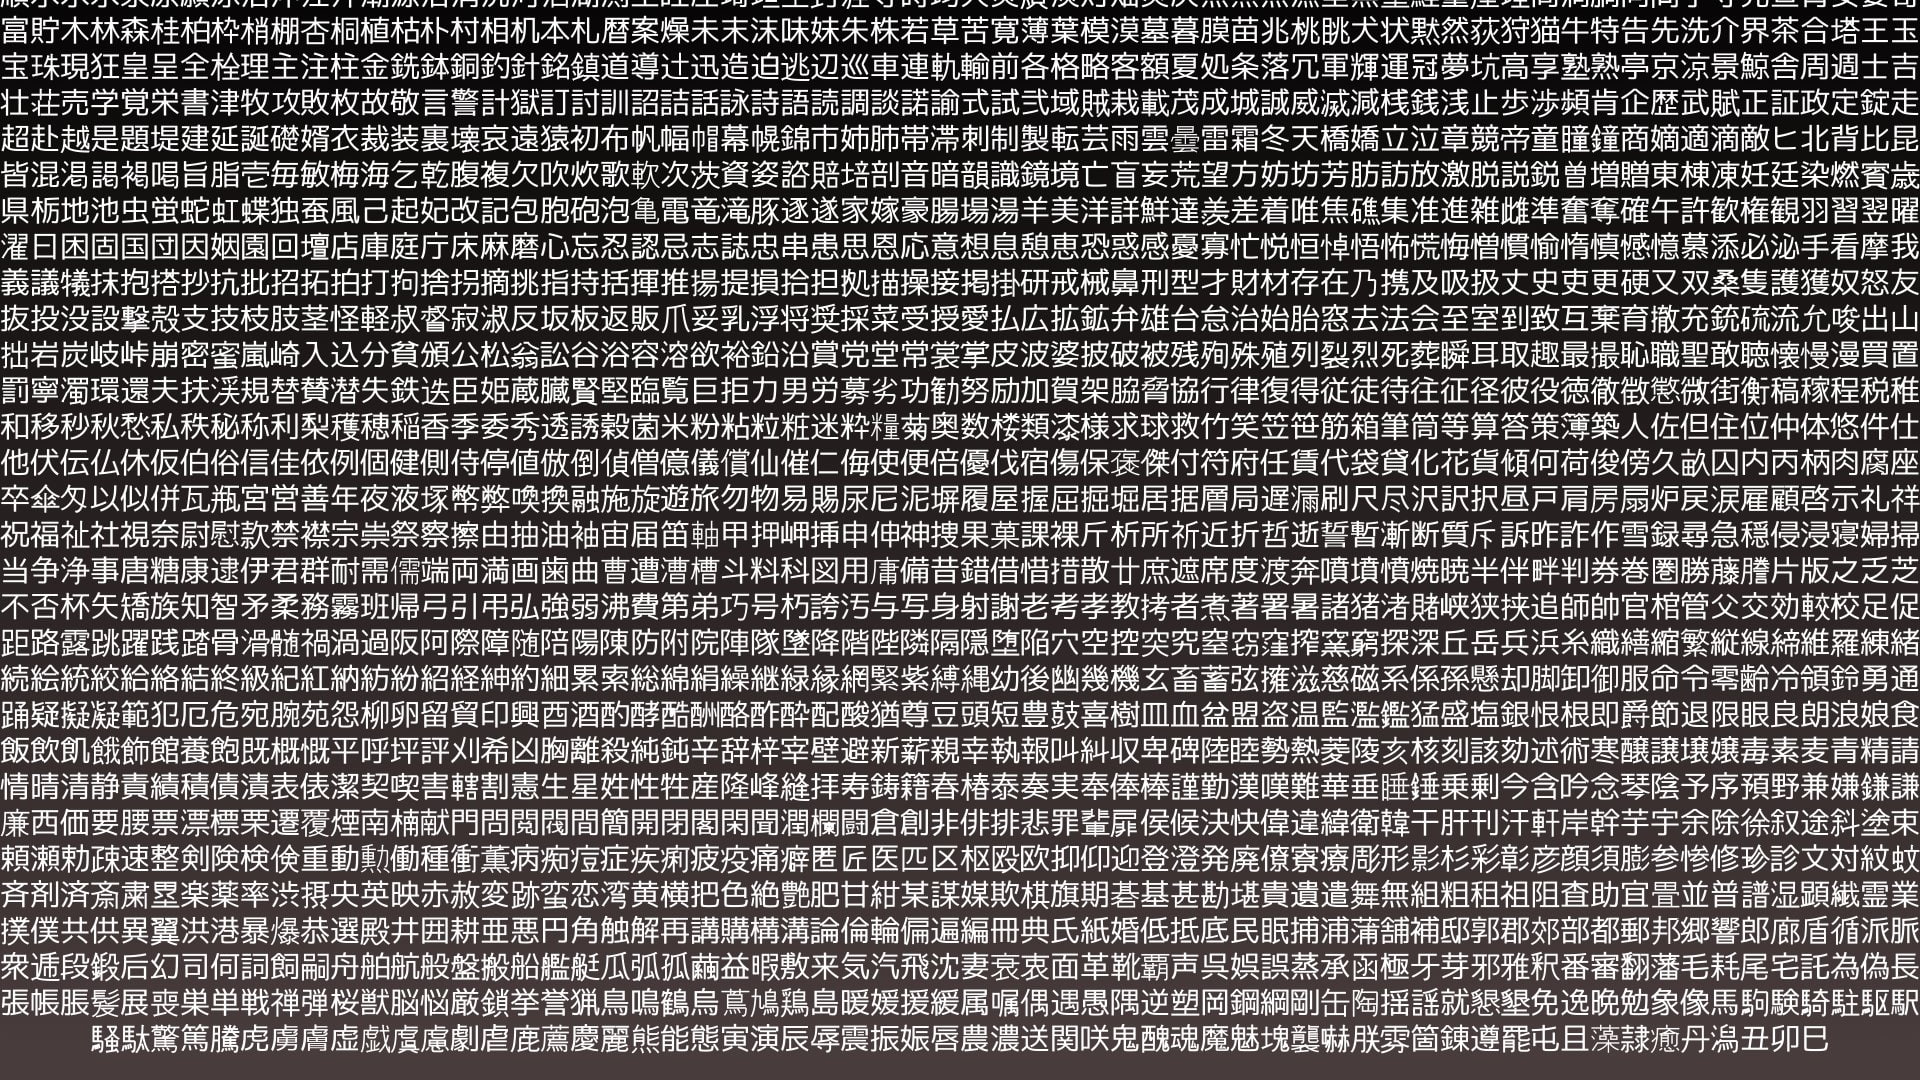 富貯木林森桂柏枠梢棚杏桐植枯朴村相机本札暦案燥未末沫味妹朱株若草苦寛薄葉模漠墓暮膜苗兆桃眺犬状黙然荻狩猫牛特告先洗介界茶合塔王玉
宝珠現狂皇呈全栓理主注柱金銑鉢銅釣針銘鎮道導辻迅造迫逃辺巡車連軌輸前各格略客額夏処条落冗軍輝運冠夢坑高享塾熟亭京涼景鯨舎周週士吉
壮荘売学覚栄書津牧攻敗枚故敬言警計獄訂討訓詔詰話詠詩語読調談諾諭式試弐域賊栽載茂成城誠威滅減桟銭浅止歩渉頻肯企歴武賦正証政定錠走
超赴越是題堤建延誕礎婿衣裁装裏壊哀遠猿初布帆幅帽幕幌錦市姉肺帯滞刺制製転芸雨雲曇雷霜冬天橋嬌立泣章競帝童瞳鐘商嫡適滴敵匕北背比昆
皆混渇謁褐喝旨脂壱毎敏梅海乞乾腹複欠吹炊歌軟次茨資姿諮賠培剖音暗韻識鏡境亡盲妄荒望方妨坊芳肪訪放激脱説鋭曽増贈東棟凍妊廷染燃賓歳
県栃地池虫蛍蛇虹蝶独蚕風己起妃改記包胞砲泡亀電竜滝豚逐遂家嫁豪腸場湯羊美洋詳鮮達羨差着唯焦礁集准進雑雌準奮奪確午許歓権観羽習翌曜
濯曰困固国団因姻園回壇店庫庭庁床麻磨心忘忍認忌志誌忠串患思恩応意想息憩恵恐惑感憂寡忙悦恒悼悟怖慌悔憎慣愉惰慎憾憶慕添必泌手看摩我
義議犠抹抱搭抄抗批招拓拍打拘捨拐摘挑指持括揮推揚提損拾担拠描操接掲掛研戒械鼻刑型才財材存在乃携及吸扱丈史吏更硬又双桑隻護獲奴怒友
抜投没設撃殻支技枝肢茎怪軽叔督寂淑反坂板返販爪妥乳浮将奨採菜受授愛払広拡鉱弁雄台怠治始胎窓去法会至室到致互棄育撤充銃硫流允唆出山
拙岩炭岐峠崩密蜜嵐崎入込分貧頒公松翁訟谷浴容溶欲裕鉛沿賞党堂常裳掌皮波婆披破被残殉殊殖列裂烈死葬瞬耳取趣最撮恥職聖敢聴懐慢漫買置
罰寧濁環還夫扶渓規替賛潜失鉄迭臣姫蔵臓賢堅臨覧巨拒力男労募劣功勧努励加賀架脇脅協行律復得従徒待往征径彼役徳徹徴懲微街衡稿稼程税稚
和移秒秋愁私秩秘称利梨穫穂稲香季委秀透誘穀菌米粉粘粒粧迷粋糧菊奥数楼類漆様求球救竹笑笠笹筋箱筆筒等算答策簿築人佐但住位仲体悠件仕
他伏伝仏休仮伯俗信佳依例個健側侍停値倣倒偵僧億儀償仙催仁侮使便倍優伐宿傷保褒傑付符府任賃代袋貸化花貨傾何荷俊傍久畝囚内丙柄肉腐座
卒傘匁以似併瓦瓶宮営善年夜液塚幣弊喚換融施旋遊旅勿物易賜尿尼泥塀履屋握屈掘堀居据層局遅漏刷尺尽沢訳択昼戸肩房扇炉戻涙雇顧啓示礼祥
祝福祉社視奈尉慰款禁襟宗崇祭察擦由抽油袖宙届笛軸甲押岬挿申伸神捜果菓課裸斤析所祈近折哲逝誓暫漸断質斥訴昨詐作雪録尋急穏侵浸寝婦掃
当争浄事唐糖康逮伊君群耐需儒端両満画歯曲曹遭漕槽斗料科図用庸備昔錯借惜措散廿庶遮席度渡奔噴墳憤焼暁半伴畔判券巻圏勝藤謄片版之乏芝
不否杯矢矯族知智矛柔務霧班帰弓引弔弘強弱沸費第弟巧号朽誇汚与写身射謝老考孝教拷者煮著署暑諸猪渚賭峡狭挟追師帥官棺管父交効較校足促
距路露跳躍践踏骨滑髄禍渦過阪阿際障随陪陽陳防附院陣隊墜降階陛隣隔隠堕陥穴空控突究窒窃窪搾窯窮探深丘岳兵浜糸織繕縮繁縦線締維羅練緒
続絵統絞給絡結終級紀紅納紡紛紹経紳約細累索総綿絹繰継緑縁網緊紫縛縄幼後幽幾機玄畜蓄弦擁滋慈磁系係孫懸却脚卸御服命令零齢冷領鈴勇通
踊疑擬凝範犯厄危宛腕苑怨柳卵留貿印興酉酒酌酵酷酬酪酢酔配酸猶尊豆頭短豊鼓喜樹皿血盆盟盗温監濫鑑猛盛塩銀恨根即爵節退限眼良朗浪娘食
飯飲飢餓飾館養飽既概慨平呼坪評刈希凶胸離殺純鈍辛辞梓宰壁避新薪親幸執報叫糾収卑碑陸睦勢熱菱陵亥核刻該劾述術寒醸譲壌嬢毒素麦青精請
情晴清静責績積債漬表俵潔契喫害轄割憲生星姓性牲産隆峰縫拝寿鋳籍春椿泰奏実奉俸棒謹勤漢嘆難華垂睡錘乗剰今含吟念琴陰予序預野兼嫌鎌謙
廉西価要腰票漂標栗遷覆煙南楠献門問閲閥間簡開閉閣閑聞潤欄闘倉創非俳排悲罪輩扉侯候決快偉違緯衛韓干肝刊汗軒岸幹芋宇余除徐叙途斜塗束
頼瀬勅疎速整剣険検倹重動勲働種衝薫病痴痘症疾痢疲疫痛癖匿匠医匹区枢殴欧抑仰迎登澄発廃僚寮療彫形影杉彩彰彦顔須膨参惨修珍診文対紋蚊
斉剤済斎粛塁楽薬率渋摂央英映赤赦変跡蛮恋湾黄横把色絶艶肥甘紺某謀媒欺棋旗期碁基甚勘堪貴遺遣舞無組粗租祖阻査助宜畳並普譜湿顕繊霊業
撲僕共供異翼洪港暴爆恭選殿井囲耕亜悪円角触解再講購構溝論倫輪偏遍編冊典氏紙婚低抵底民眠捕浦蒲舗補邸郭郡郊部都郵邦郷響郎廊盾循派脈
衆逓段鍛后幻司伺詞飼嗣舟舶航般盤搬船艦艇瓜弧孤繭益暇敷来気汽飛沈妻衰衷面革靴覇声呉娯誤蒸承函極牙芽邪雅釈番審翻藩毛耗尾宅託為偽長
張帳脹髪展喪巣単戦禅弾桜獣脳悩厳鎖挙誉猟鳥鳴鶴烏蔦鳩鶏島暖媛援緩属嘱偶遇愚隅逆塑岡鋼綱剛缶陶揺謡就懇墾免逸晩勉象像馬駒験騎駐駆駅
騒駄驚篤騰虎虜膚虚戯虞慮劇虐鹿薦慶麗熊能態寅演辰辱震振娠唇農濃送関咲鬼醜魂魔魅塊襲嚇朕雰箇錬遵罷屯且藻隷癒丹潟丑卯巳